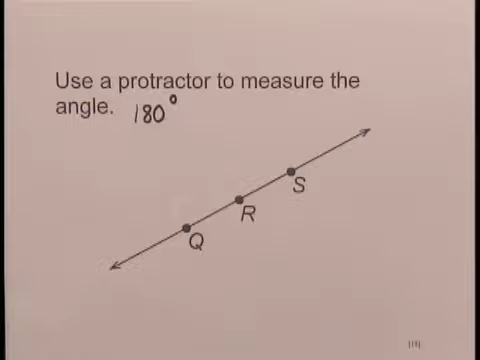 Use a protractor to measure the
angle. 180°
S
R
Q